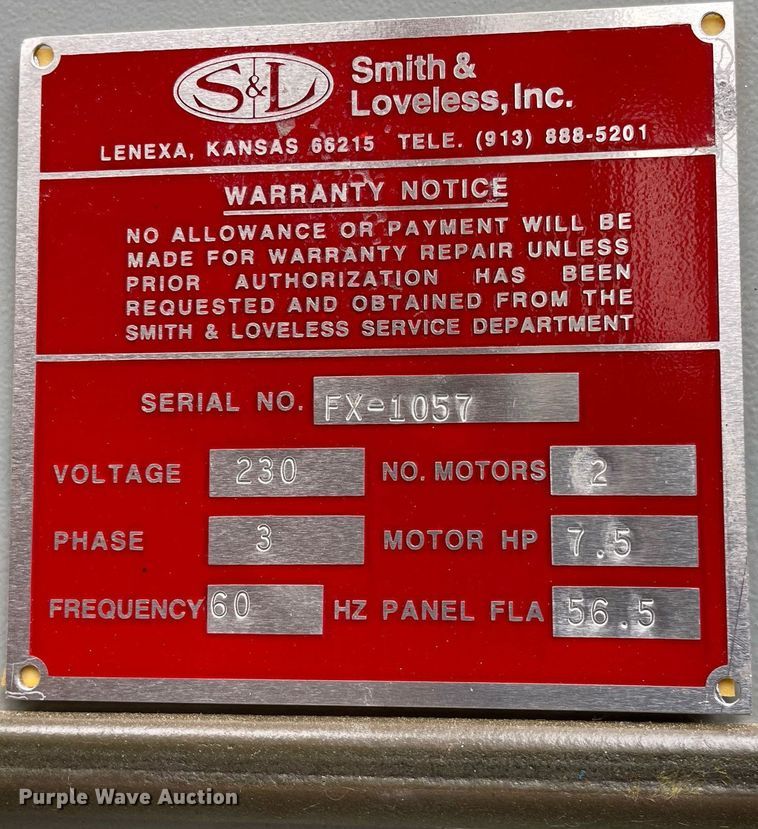 S&L Smith &
Loveless, Inc.
LENEXA, KANSAS 66215 TELE. (913) 888-5201
WARRANTY NOTICE
NO ALLOWANCE OR PAYMENT WILL BE
MADE FOR WARRANTY REPAIR UNLESS
PRIOR AUTHORIZATION HAS BEEN
REQUESTED AND OBTAINED FROM THE
SMITH & LOVELESS SERVICE DEPARTMENT
SERIAL NO. FX-1057
VOLTAGE 230 NO. MOTORS 2
PHASE 3 MOTOR HP 7.5
FREQUENCY 60 HZ PANEL FLA 56.5
Purple Wave Auction